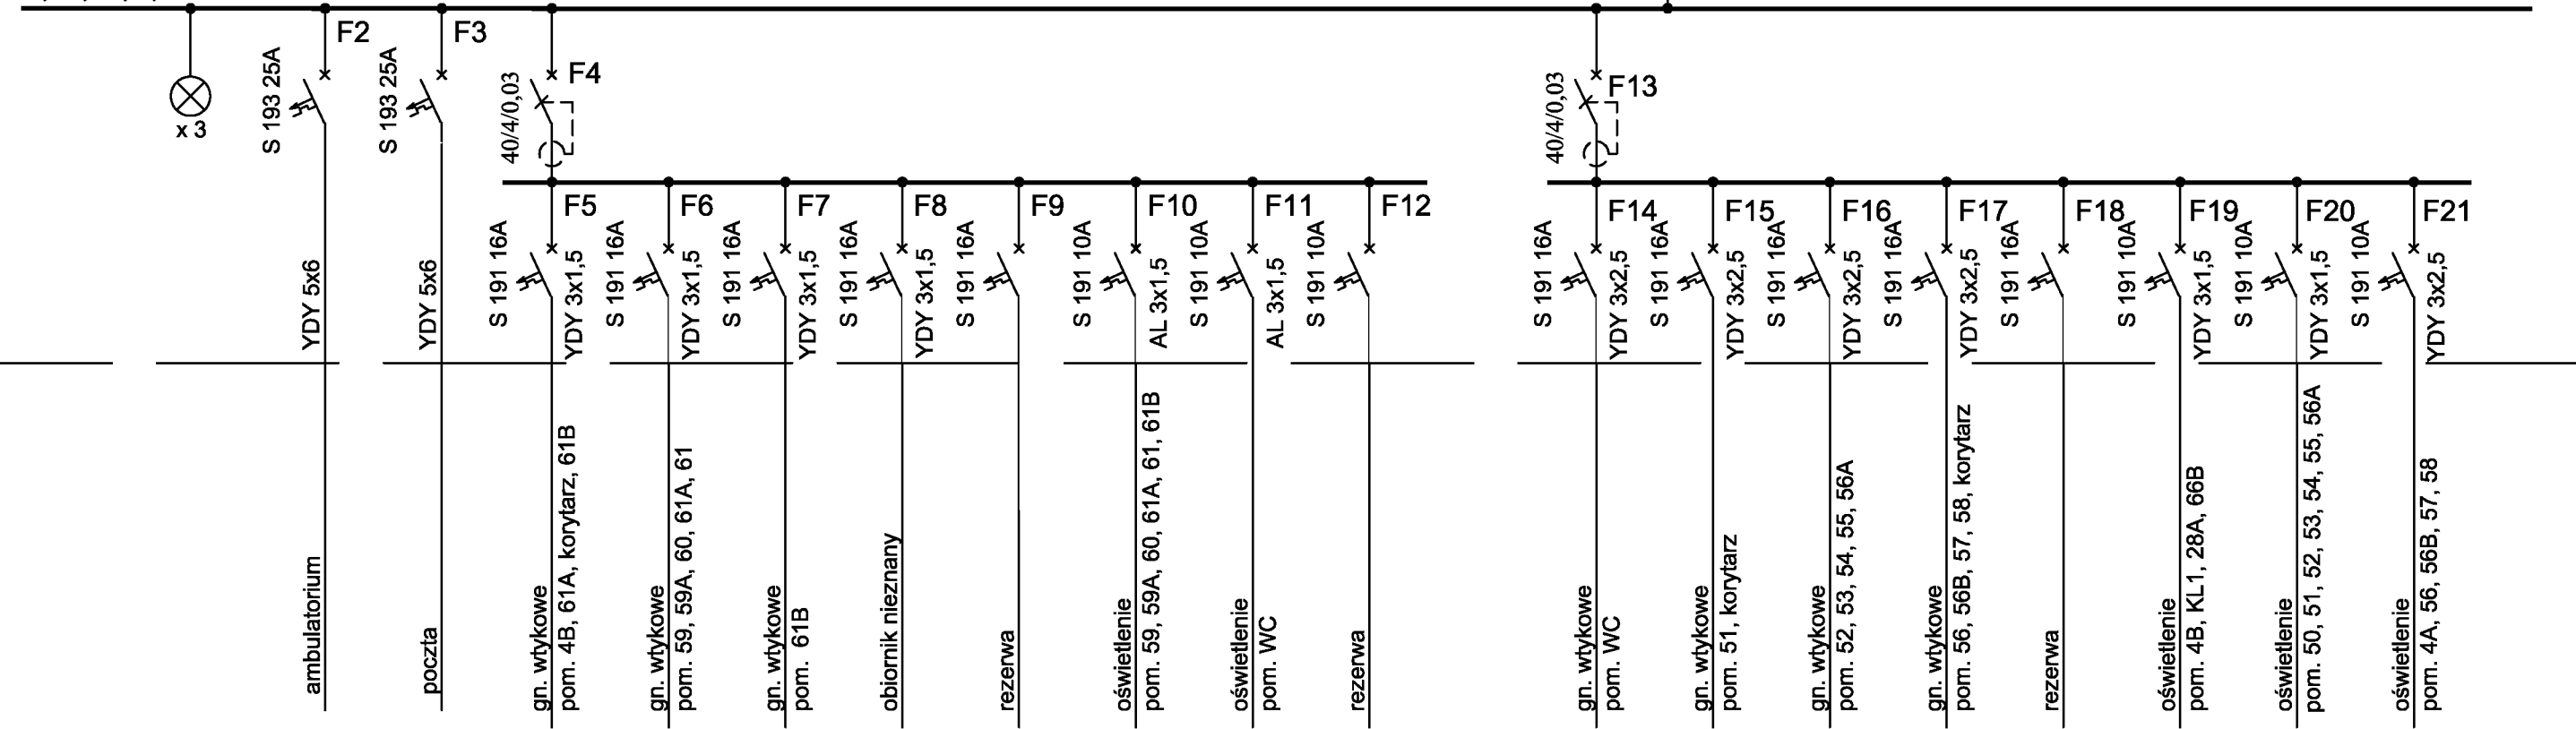 F2
F3
S 193 25A
S 193 25A
x 3
F4
40/4/0,03
F13
40/4/0,03
F5
F6
F7
F8
F9
F10
F11
F12
F14
F15
F16
F17
F18
F19
F20
F21
S 191 16A
S 191 16A
S 191 16A
S 191 16A
S 191 16A
S 191 10A
S 191 10A
S 191 10A
S 191 16A
S 191 16A
S 191 16A
S 191 16A
S 191 16A
S 191 10A
S 191 10A
S 191 10A
YDY 5x6
YDY 5x6
YDY 3x1,5
YDY 3x1,5
YDY 3x1,5
YDY 3x1,5
AL 3x1,5
AL 3x1,5
YDY 3x2,5
YDY 3x2,5
YDY 3x2,5
YDY 3x2,5
YDY 3x1,5
YDY 3x1,5
YDY 3x2,5
ambulatorium
poczta
gn. wtykowe
pom. 4B, 61A, korytarz, 61B
gn. wtykowe
pom. 59, 59A, 60, 61A, 61
gn. wtykowe
pom. 61B
obiornik nieznany
rezerwa
oświetlenie
pom. 59, 59A, 60, 61A, 61, 61B
oświetlenie
pom. WC
rezerwa
gn. wtykowe
pom. WC
gn. wtykowe
pom. 51, korytarz
gn. wtykowe
pom. 52, 53, 54, 55, 56A
gn. wtykowe
pom. 56, 56B, 57, 58, korytarz
rezerwa
oświetlenie
pom. 4B, KL1, 28A, 66B
oświetlenie
pom. 50, 51, 52, 53, 54, 55, 56A
oświetlenie
pom. 4A, 56, 56B, 57, 58